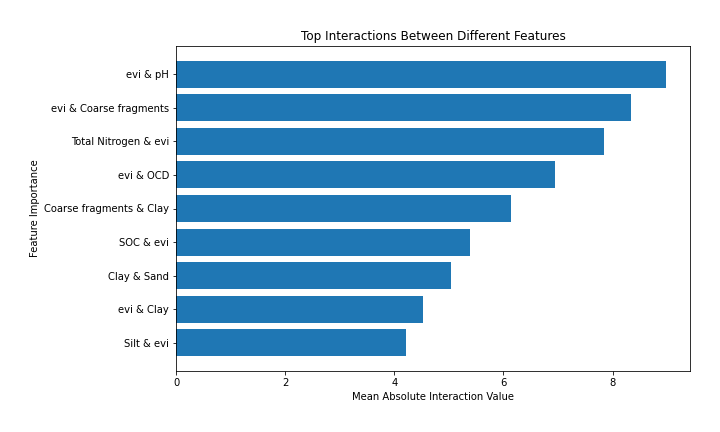 Top Interactions Between Different Features
Feature Importance
evi & pH
evi & Coarse fragments
Total Nitrogen & evi
evi & OCD
Coarse fragments & Clay
SOC & evi
Clay & Sand
evi & Clay
Silt & evi
0 2 4 6 8
Mean Absolute Interaction Value